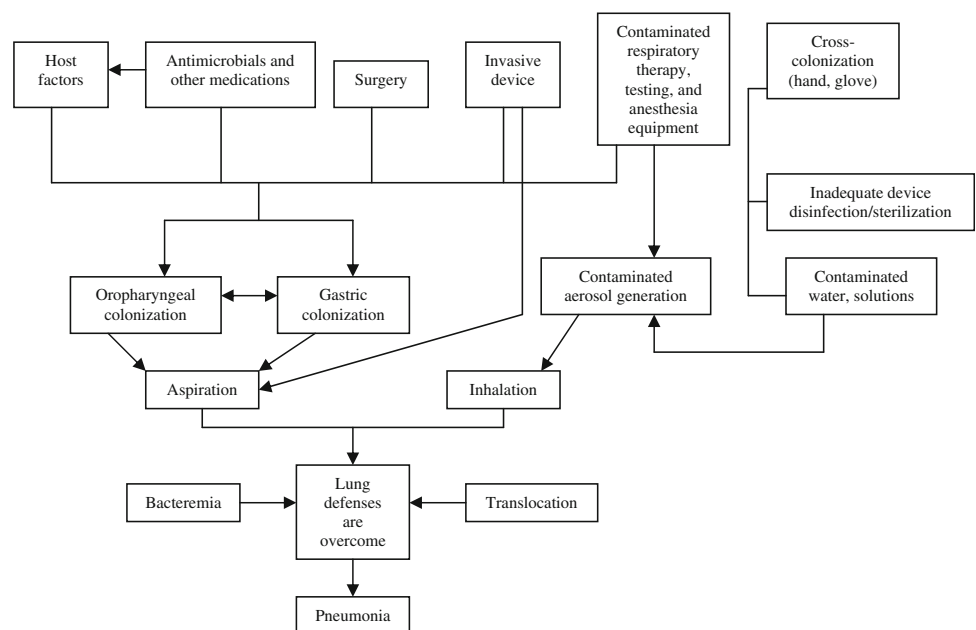 Host
factors
Antimicrobials and
other medications
Surgery
Invasive
device
Contaminated
respiratory
therapy,
testing, and
anesthesia
equipment
Cross-
colonization
(hand, glove)
Inadequate device
disinfection/sterilization
Oropharyngeal
colonization
Gastric
colonization
Contaminated
aerosol generation
Contaminated
water, solutions
Aspiration
Inhalation
Bacteremia
Lung
defenses
are
overcome
Translocation
Pneumonia